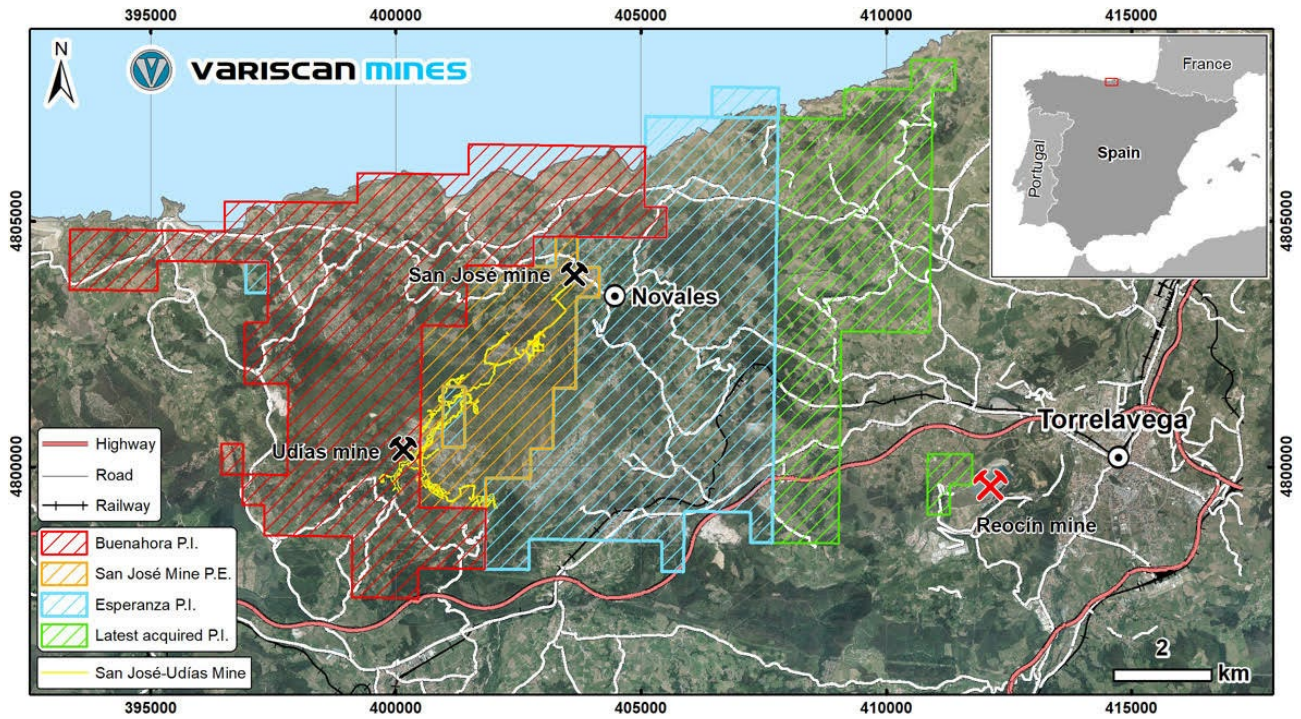 395000 400000 405000 410000 415000
N
VARISCAN MINES
France
Portugal
Spain
4805000
4805000
San José mine
Novales
Udías mine
Torrelavega
4800000
4800000
Reocín mine
Highway
Road
Railway
Buenahora P.I.
San José Mine P.E.
Esperanza P.I.
Latest acquired P.I.
San José-Udías Mine
2
km
395000 400000 405000 410000 415000